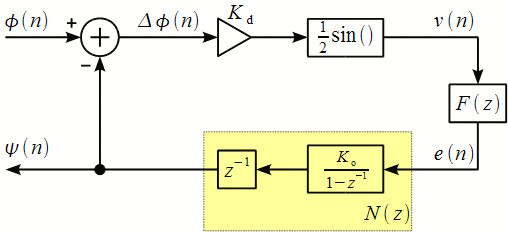 ϕ(n)
+
−
Δϕ(n)
K_d
1/2 sin()
v(n)
F(z)
e(n)
K_o/(1−z^−1)
z^−1
N(z)
ψ(n)